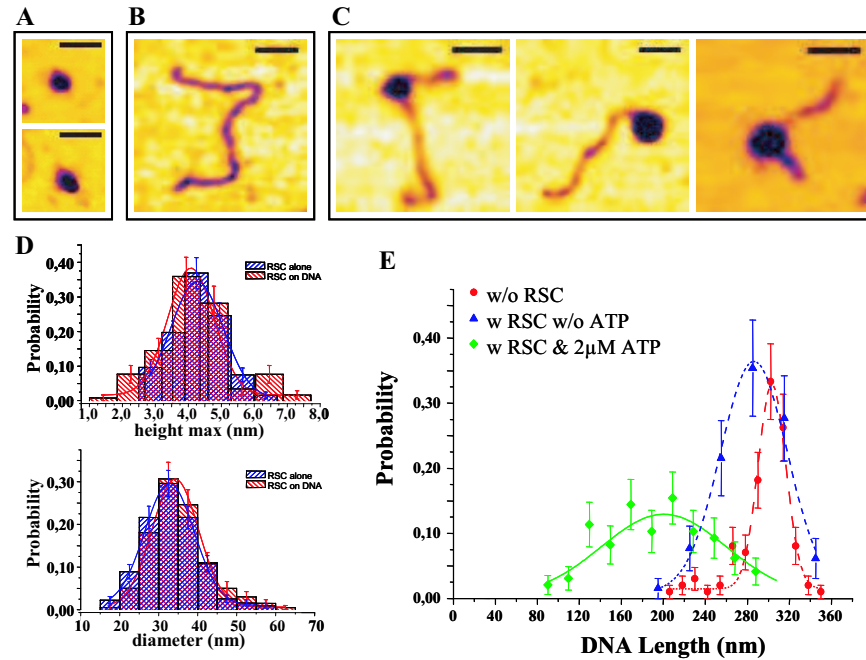 A
B
C
D
RSC alone
RSC on DNA
Probability
0,40
0,30
0,20
0,10
0,00
1,0 2,0 3,0 4,0 5,0 6,0 7,0 8,0
height max (nm)
RSC alone
RSC on DNA
Probability
0,40
0,30
0,20
0,10
0,00
10 20 30 40 50 60 70
diameter (nm)
E
w/o RSC
w RSC w/o ATP
w RSC & 2µM ATP
Probability
0,40
0,30
0,20
0,10
0,00
80 120 160 200 240 280 320 360
DNA Length (nm)